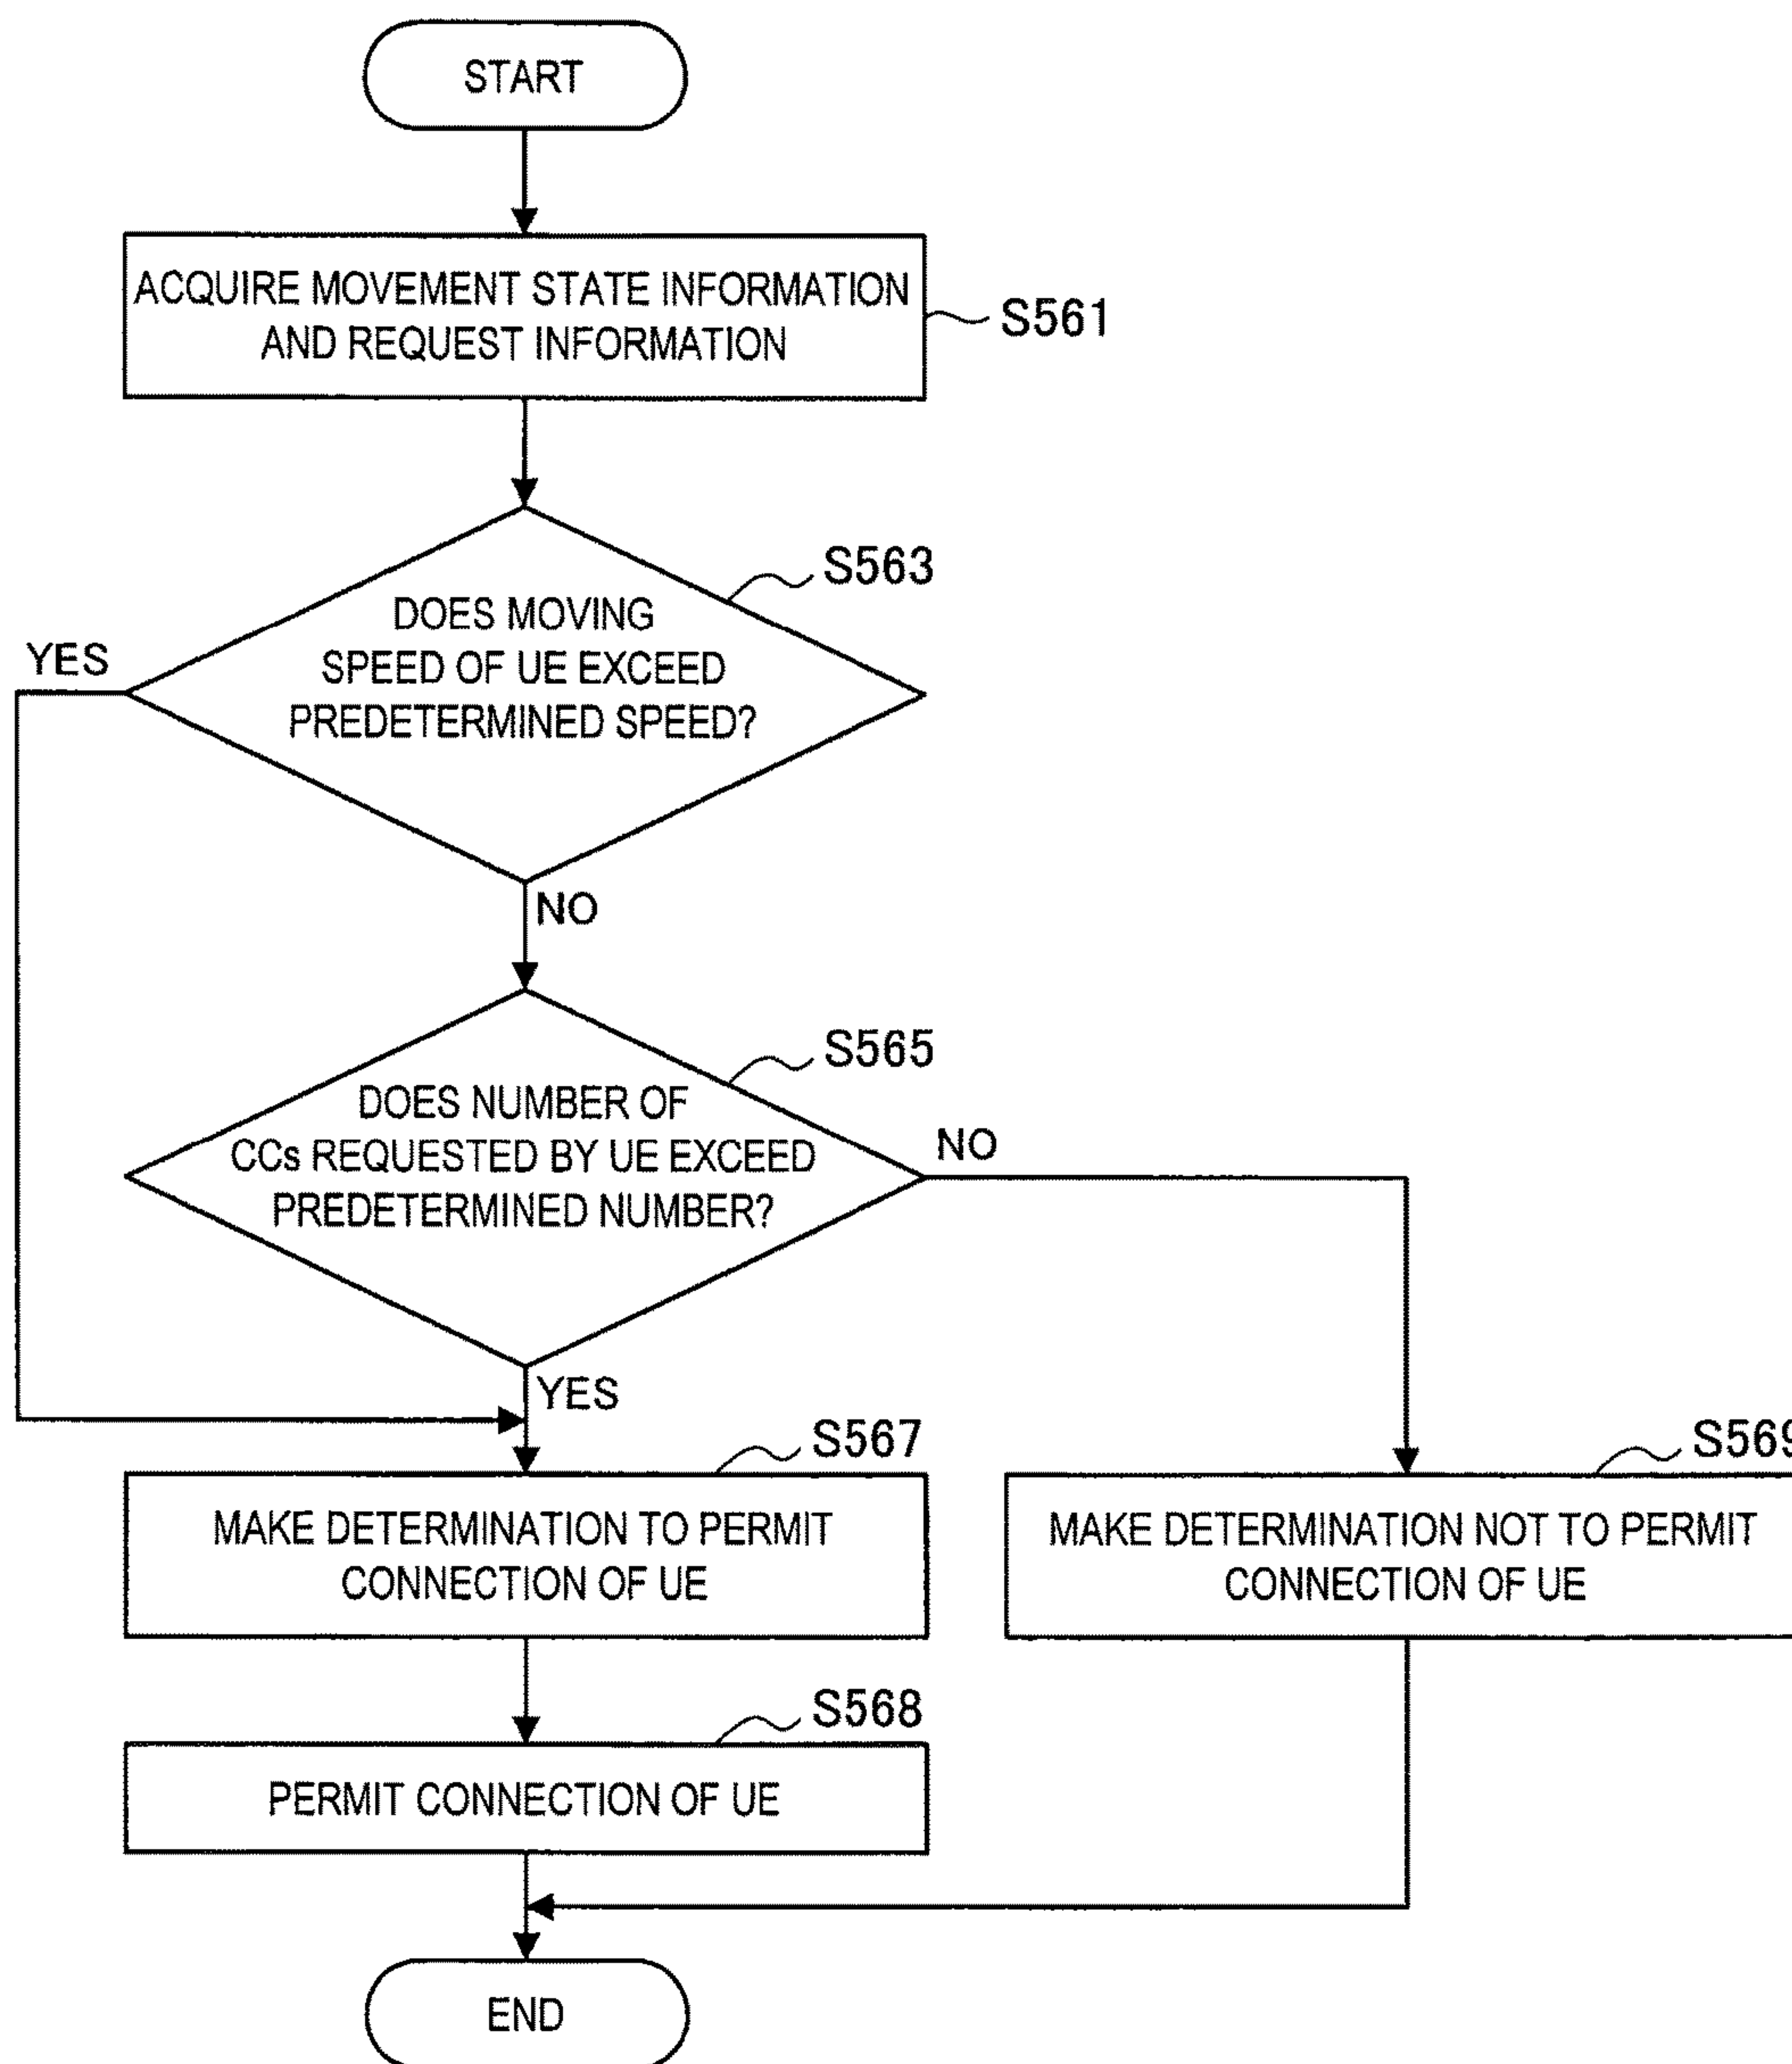 START
ACQUIRE MOVEMENT STATE INFORMATION
AND REQUEST INFORMATION
S561
S563
DOES MOVING
SPEED OF UE EXCEED
PREDETERMINED SPEED?
YES
NO
S565
DOES NUMBER OF
CCs REQUESTED BY UE EXCEED
PREDETERMINED NUMBER?
NO
YES
S567
MAKE DETERMINATION TO PERMIT
CONNECTION OF UE
S569
MAKE DETERMINATION NOT TO PERMIT
CONNECTION OF UE
S568
PERMIT CONNECTION OF UE
END